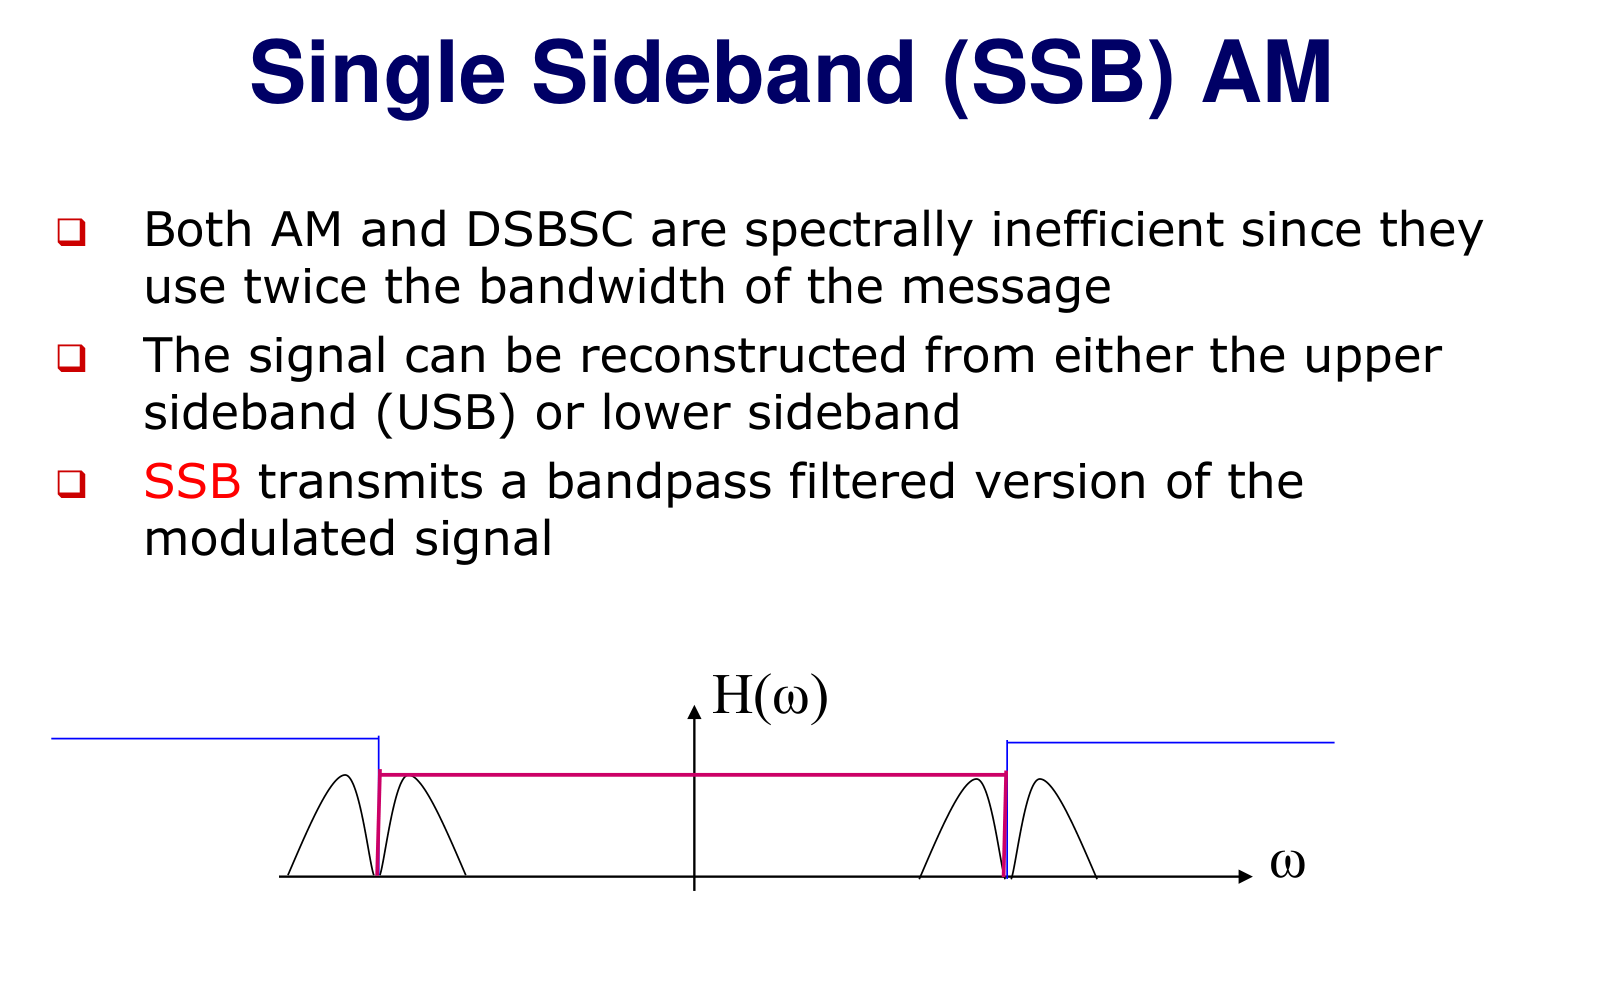 Single Sideband (SSB) AM
Both AM and DSBSC are spectrally inefficient since they
use twice the bandwidth of the message
The signal can be reconstructed from either the upper
sideband (USB) or lower sideband
SSB transmits a bandpass filtered version of the
modulated signal
H(ω)
ω